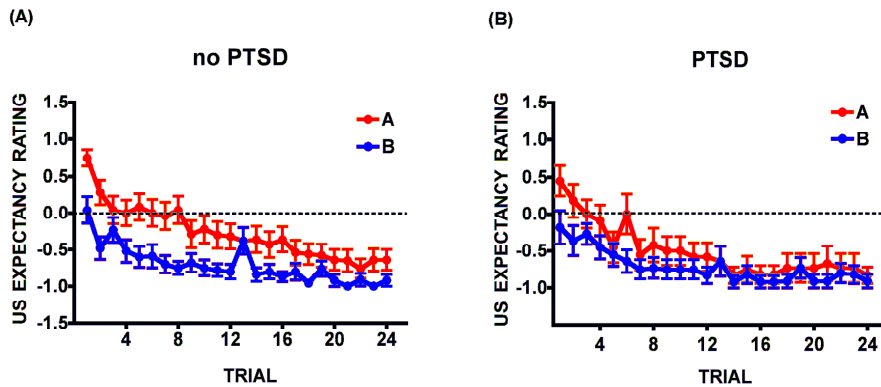 (A)
no PTSD
US EXPECTANCY RATING
1.5
1.0
0.5
0.0
-0.5
-1.0
-1.5
A
B
4 8 12 16 20 24
TRIAL
(B)
PTSD
US EXPECTANCY RATING
1.5
1.0
0.5
0.0
-0.5
-1.0
A
B
4 8 12 16 20 24
TRIAL